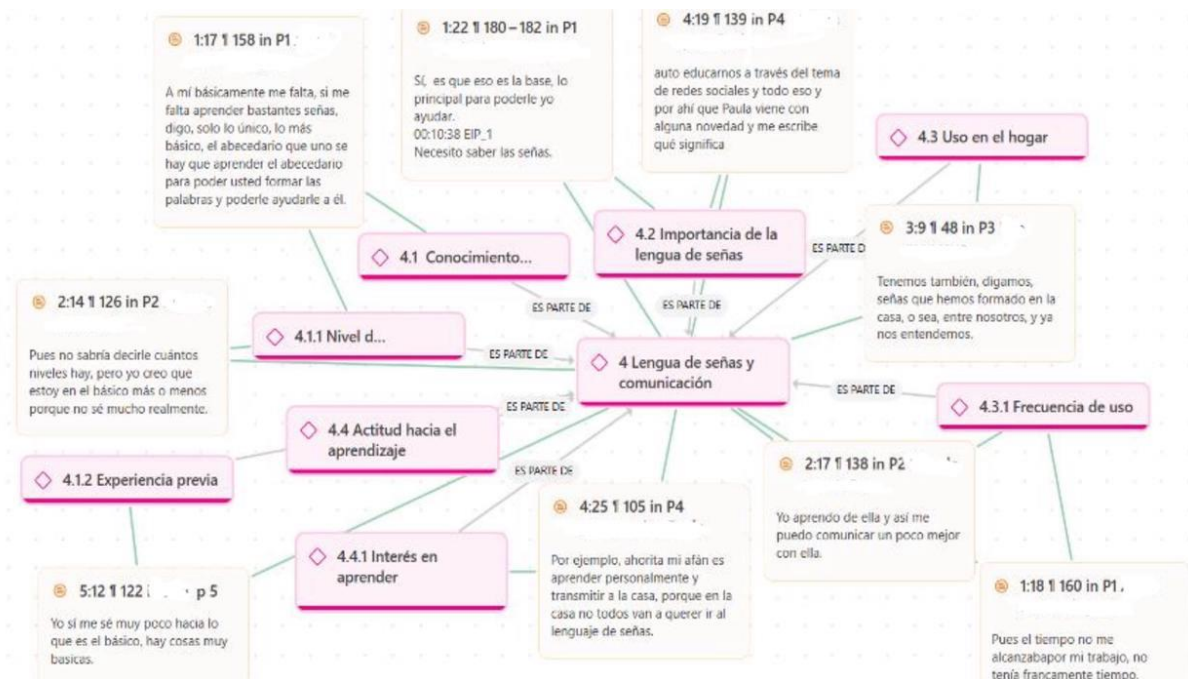 1:17 ¶ 158 in P1
A mí básicamente me falta, si me
falta aprender bastantes señas,
digo, solo lo único, lo más
básico, el abecedario que uno se
hay que aprender el abecedario
para poder usted formar las
palabras y poderle ayudarle a él.
1:22 ¶ 180 – 182 in P1
Sí, es que eso es la base, lo
principal para poderle yo
ayudar.
00:10:38 EIP_1
Necesito saber las señas.
4:19 ¶ 139 in P4
auto educarnos a través del tema
de redes sociales y todo eso y
por ahí que Paula viene con
alguna novedad y me escribe
qué significa
4.3 Uso en el hogar
4.2 Importancia de la
lengua de señas
4.1 Conocimiento...
ES PARTE D
3:9 ¶ 48 in P3
Tenemos también, digamos,
señas que hemos formado en la
casa, o sea, entre nosotros, y ya
nos entendemos.
2:14 ¶ 126 in P2
Pues no sabría decirle cuántos
niveles hay, pero yo creo que
estoy en el básico más o menos
porque no sé mucho realmente.
ES PARTE DE
ES PARTE DE
4.1.1 Nivel d...
ES PARTE DE
4 Lengua de señas y
comunicación
ES PARTE DE
4.3.1 Frecuencia de uso
ES PARTE DE
4.4 Actitud hacia el
aprendizaje
4.1.2 Experiencia previa
ES PARTE DE
2:17 ¶ 138 in P2
Yo aprendo de ella y así me
puedo comunicar un poco mejor
con ella.
4:25 ¶ 105 in P4
Por ejemplo, ahorita mi afán es
aprender personalmente y
transmitir a la casa, porque en la
casa no todos van a querer ir al
lenguaje de señas.
4.4.1 Interés en
aprender
5:12 ¶ 122 p 5
Yo sí me sé muy poco hacia lo
que es el básico, hay cosas muy
basicas.
1:18 ¶ 160 in P1
Pues el tiempo no me
alcanzabapor mi trabajo, no
tenía francamente tiempo.